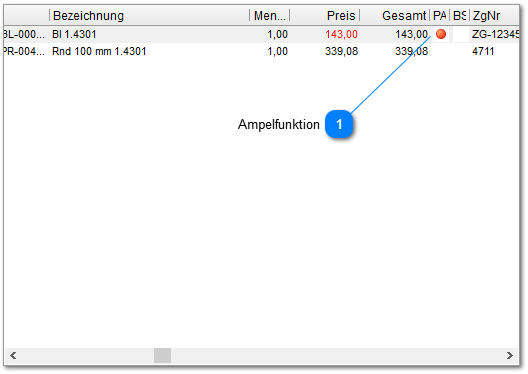 Bezeichnung Men... Preis Gesamt PA BS ZgNr
BL-000... Bl 1.4301 1,00 143,00 143,00 ZG-12345
PR-004... Rnd 100 mm 1.4301 1,00 339,08 339,08 4711
Ampelfunktion 1